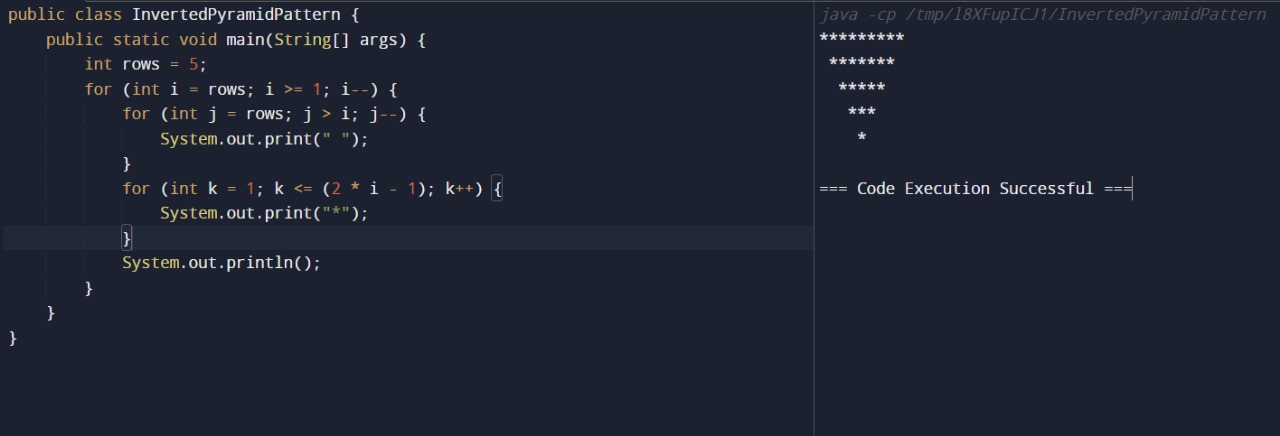 public class InvertedPyramidPattern {
    public static void main(String[] args) {
        int rows = 5;
        for (int i = rows; i >= 1; i--) {
            for (int j = rows; j > i; j--) {
                System.out.print(" ");
            }
            for (int k = 1; k <= (2 * i - 1); k++) {
                System.out.print("*");
            }
            System.out.println();
        }
    }
}
java -cp /tmp/l8XFupICJ1/InvertedPyramidPattern
*********
 *******
  *****
   ***
    *
=== Code Execution Successful ===